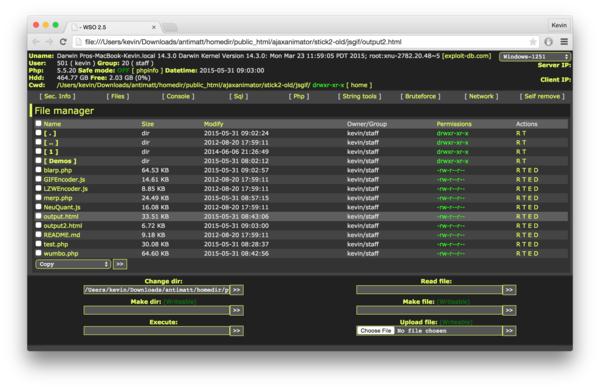 Kevin
- WSO 2.5
file:///Users/kevin/Downloads/antimatt/homedir/public_html/ajaxanimator/stick2-old/jsgif/output2.html
Uname: Darwin Pros-MacBook-Kevin.local 14.3.0 Darwin Kernel Version 14.3.0: Mon Mar 23 11:59:05 PDT 2015; root:xnu-2782.20.48~5 [exploit-db.com] Windows-1251
User: 501 ( kevin ) Group: 20 ( staff ) Server IP:
Php: 5.5.20 Safe mode: OFF [ phpinfo ] Datetime: 2015-05-31 09:03:00
Hdd: 464.77 GB Free: 2.03 GB (0%) Client IP:
Cwd: /Users/kevin/Downloads/antimatt/homedir/public_html/ajaxanimator/stick2-old/jsgif/ drwxr-xr-x [ home ]
[ Sec. Info ] [ Files ] [ Console ] [ Sql ] [ Php ] [ String tools ] [ Bruteforce ] [ Network ] [ Self remove ]
File manager
Name Size Modify Owner/Group Permissions Actions
[ . ] dir 2015-05-31 09:02:24 kevin/staff drwxr-xr-x R T
[ .. ] dir 2012-08-20 17:59:11 kevin/staff drwxr-xr-x R T
[ 1 ] dir 2014-06-06 21:26:49 kevin/staff drwxr-xr-x R T
[ Demos ] dir 2015-05-31 08:02:12 kevin/staff drwxr-xr-x R T
blarp.php 64.53 KB 2015-05-31 09:02:57 kevin/staff -rw-r--r-- R T E D
GIFEncoder.js 14.61 KB 2012-08-20 17:59:11 kevin/staff -rw-r--r-- R T E D
LZWEncoder.js 8.85 KB 2012-08-20 17:59:11 kevin/staff -rw-r--r-- R T E D
merp.php 24.49 KB 2015-05-31 08:57:15 kevin/staff -rw-r--r-- R T E D
NeuQuant.js 16.08 KB 2012-08-20 17:59:11 kevin/staff -rw-r--r-- R T E D
output.html 33.51 KB 2015-05-31 08:43:06 kevin/staff -rw-r--r-- R T E D
output2.html 6.72 KB 2015-05-31 09:03:00 kevin/staff -rw-r--r-- R T E D
README.md 9.18 KB 2012-08-20 17:59:11 kevin/staff -rw-r--r-- R T E D
test.php 30.08 KB 2015-05-31 08:28:37 kevin/staff -rw-r--r-- R T E D
wumbo.php 64.60 KB 2015-05-31 08:42:56 kevin/staff -rw-r--r-- R T E D
Copy >>
Change dir: Read file:
/Users/kevin/Downloads/antimatt/homedir/p >> >>
Make dir: (Writeable) Make file: (Writeable)
>> >>
Execute: Upload file: (Writeable)
>> Choose File No file chosen >>